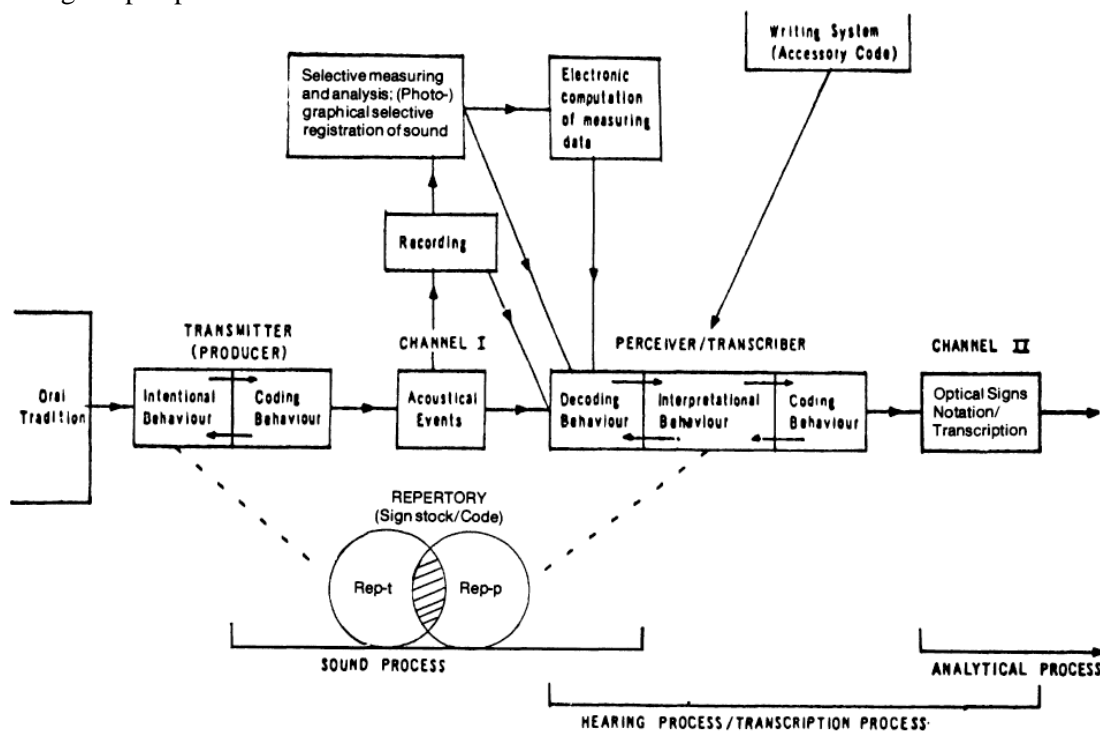 Writing System
(Accessory Code)
Selective measuring
and analysis; (Photo-)
graphical selective
registration of sound
Electronic
computation
of measuring
data
Recording
TRANSMITTER
(PRODUCER)
CHANNEL I
PERCEIVER/TRANSCRIBER
CHANNEL II
Oral
Tradition
Intentional
Behaviour
Coding
Behaviour
Acoustical
Events
Decoding
Behaviour
Interpretational
Behaviour
Coding
Behaviour
Optical Signs
Notation/
Transcription
REPERTORY
(Sign stock/Code)
Rep-t
Rep-p
SOUND PROCESS
ANALYTICAL PROCESS
HEARING PROCESS/TRANSCRIPTION PROCESS